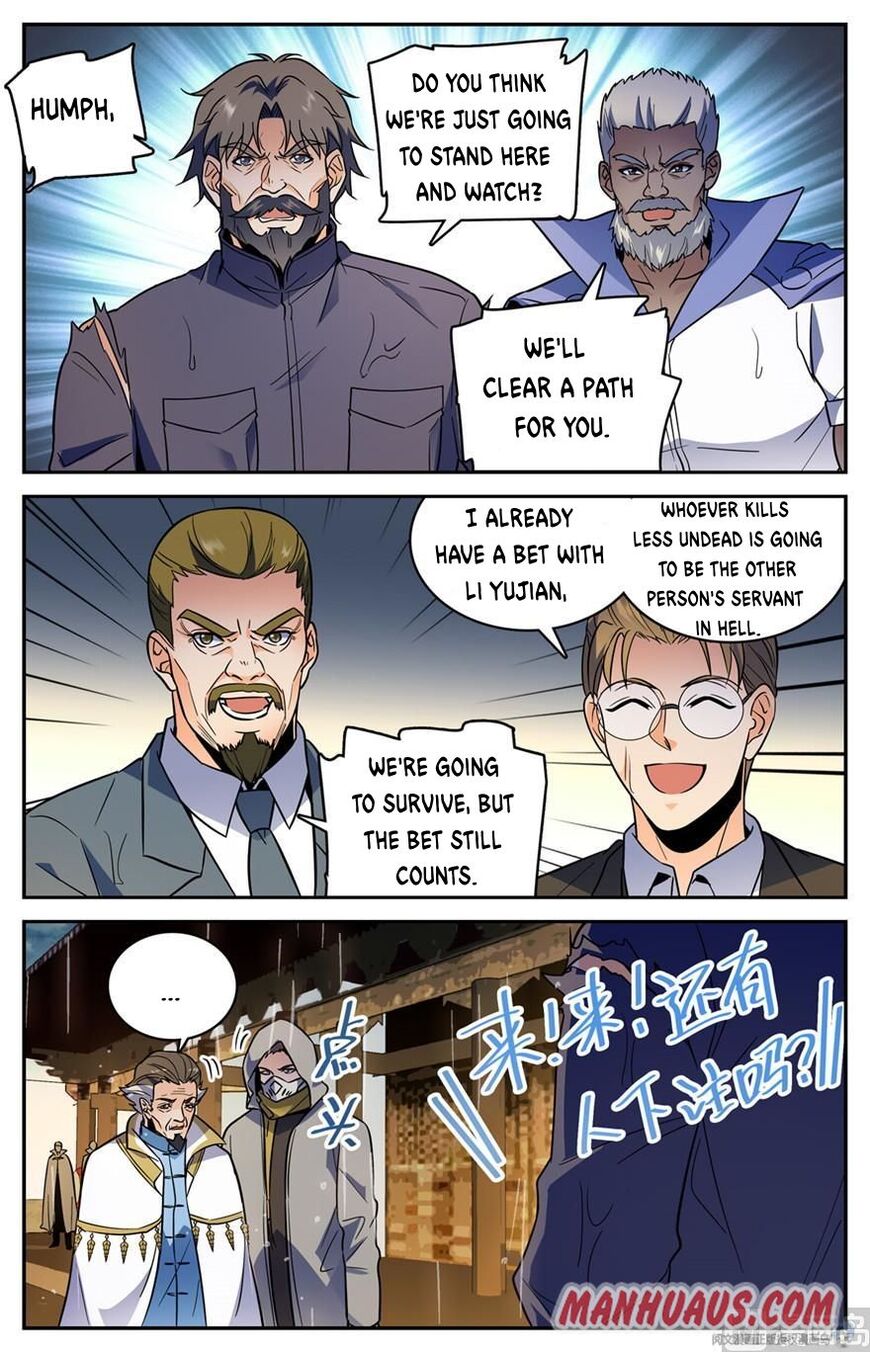 HUMPH,
DO YOU THINK
WE'RE JUST GOING
TO STAND HERE
AND WATCH?
WE'LL
CLEAR A PATH
FOR YOU.
I ALREADY
HAVE A BET WITH
LI YUJIAN,
WHOEVER KILLS
LESS UNDEAD IS GOING
TO BE THE OTHER
PERSON'S SERVANT
IN HELL.
WE'RE GOING
TO SURVIVE, BUT
THE BET STILL
COUNTS.
...
点头
来!来!还有
人下注吗?
MANHUAUS.COM